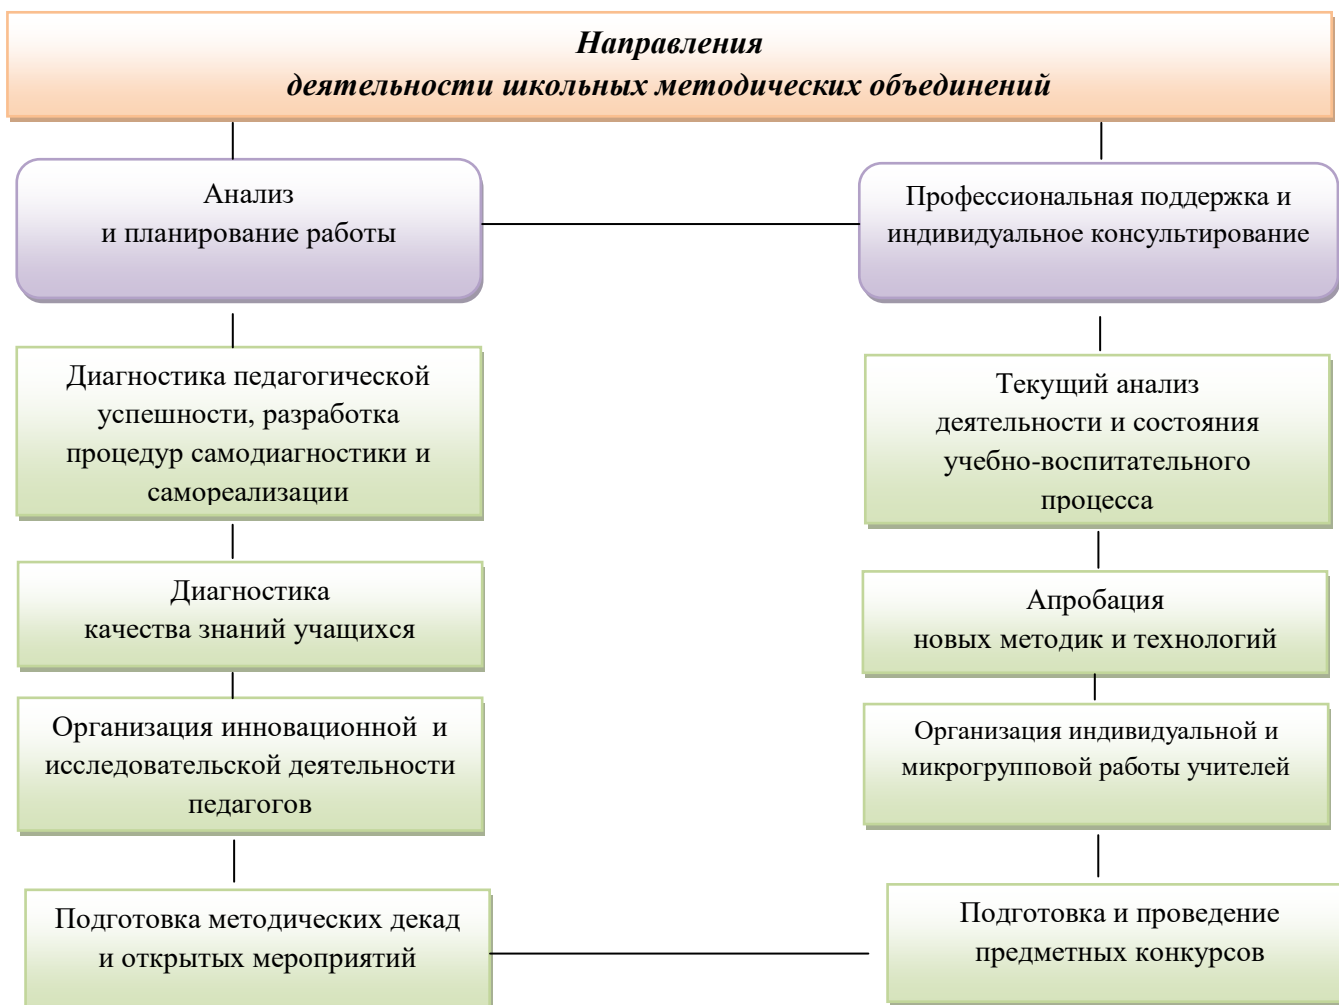 Направления
деятельности школьных методических объединений
Анализ
и планирование работы
Профессиональная поддержка и
индивидуальное консультирование
Диагностика педагогической
успешности, разработка
процедур самодиагностики и
самореализации
Текущий анализ
деятельности и состояния
учебно-воспитательного
процесса
Диагностика
качества знаний учащихся
Апробация
новых методик и технологий
Организация инновационной и
исследовательской деятельности
педагогов
Организация индивидуальной и
микрогрупповой работы учителей
Подготовка методических декад
и открытых мероприятий
Подготовка и проведение
предметных конкурсов